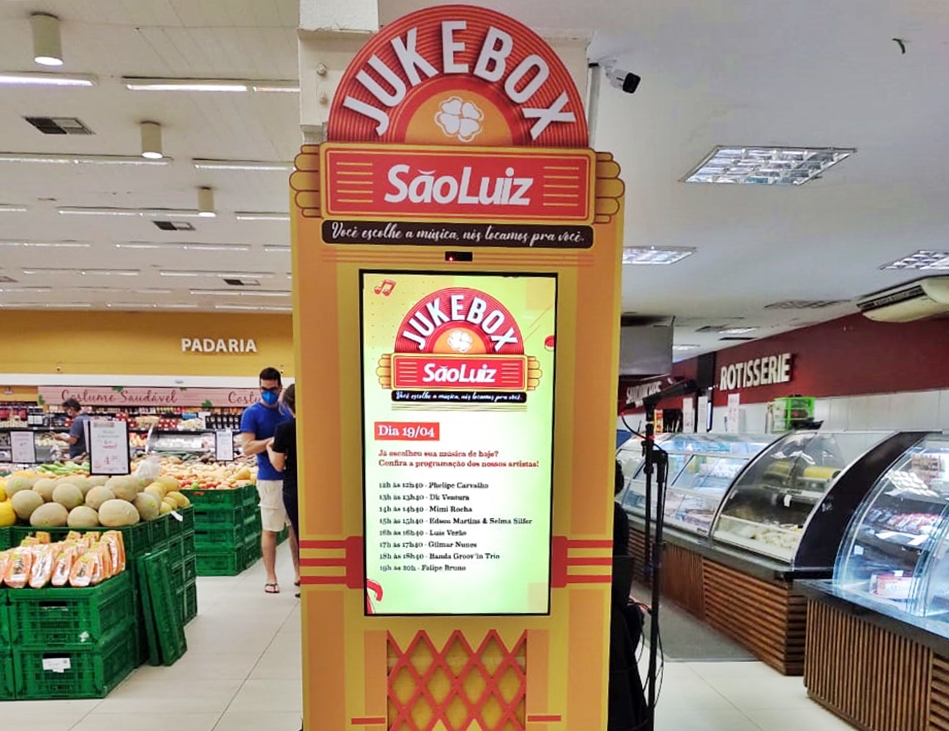 JUKEBOX
SãoLuiz
Você escolhe a música, nós tocamos pra você.
JUKEBOX
SãoLuiz
Você escolhe a música, nós tocamos pra você.
Dia 19/04
Já escolheu sua música de hoje?
Confira a programação dos nossos artistas!
12h às 12h40 - Phelipe Carvalho
13h às 13h40 - Dk Ventura
14h às 14h40 - Mimi Rocha
15h às 15h40 - Edson Martins & Selma Silfer
16h às 16h40 - Luis Verão
17h às 17h40 - Gilmar Nunes
18h às 18h40 - Banda Groov'in Trio
19h às 20h - Felipe Bruno
PADARIA
Costume Saudável
Costu
ROTISSERIE